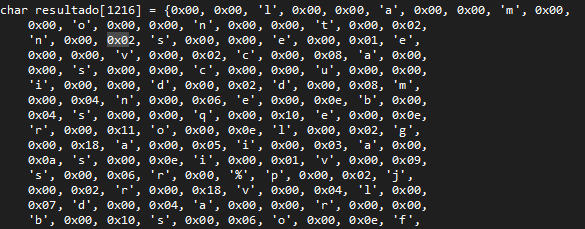 char resultado[1216] = {0x00, 0x00, 'l', 0x00, 0x00, 'a', 0x00, 0x00, 'm', 0x00,
0x00, 'o', 0x00, 0x00, 'n', 0x00, 0x00, 't', 0x00, 0x02,
'n', 0x00, 0x02, 's', 0x00, 0x00, 'e', 0x00, 0x01, 'e',
0x00, 0x00, 'v', 0x00, 0x02, 'c', 0x00, 0x08, 'a', 0x00,
0x00, 's', 0x00, 0x00, 'c', 0x00, 0x00, 'u', 0x00, 0x00,
'i', 0x00, 0x00, 'd', 0x00, 0x02, 'd', 0x00, 0x08, 'm',
0x00, 0x04, 'n', 0x00, 0x06, 'e', 0x00, 0x0e, 'b', 0x00,
0x04, 's', 0x00, 0x00, 'q', 0x00, 0x10, 'e', 0x00, 0x0e,
'r', 0x00, 0x11, 'o', 0x00, 0x0e, 'l', 0x00, 0x02, 'g',
0x00, 0x18, 'a', 0x00, 0x05, 'i', 0x00, 0x03, 'a', 0x00,
0x0a, 's', 0x00, 0x0e, 'i', 0x00, 0x01, 'v', 0x00, 0x09,
's', 0x00, 0x06, 'r', 0x00, '%', 'p', 0x00, 0x02, 'j',
0x00, 0x02, 'r', 0x00, 0x18, 'v', 0x00, 0x04, 'l', 0x00,
0x07, 'd', 0x00, 0x04, 'a', 0x00, 0x00, 'r', 0x00, 0x00,
'b', 0x00, 0x10, 's', 0x00, 0x06, 'o', 0x00, 0x0e, 'f',